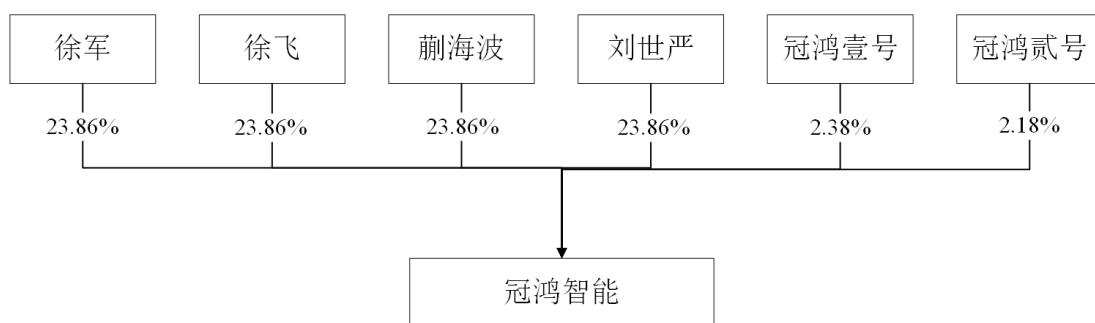 徐军
徐飞
蒯海波
刘世严
冠鸿壹号
冠鸿贰号
23.86%
23.86%
23.86%
23.86%
2.38%
2.18%
冠鸿智能